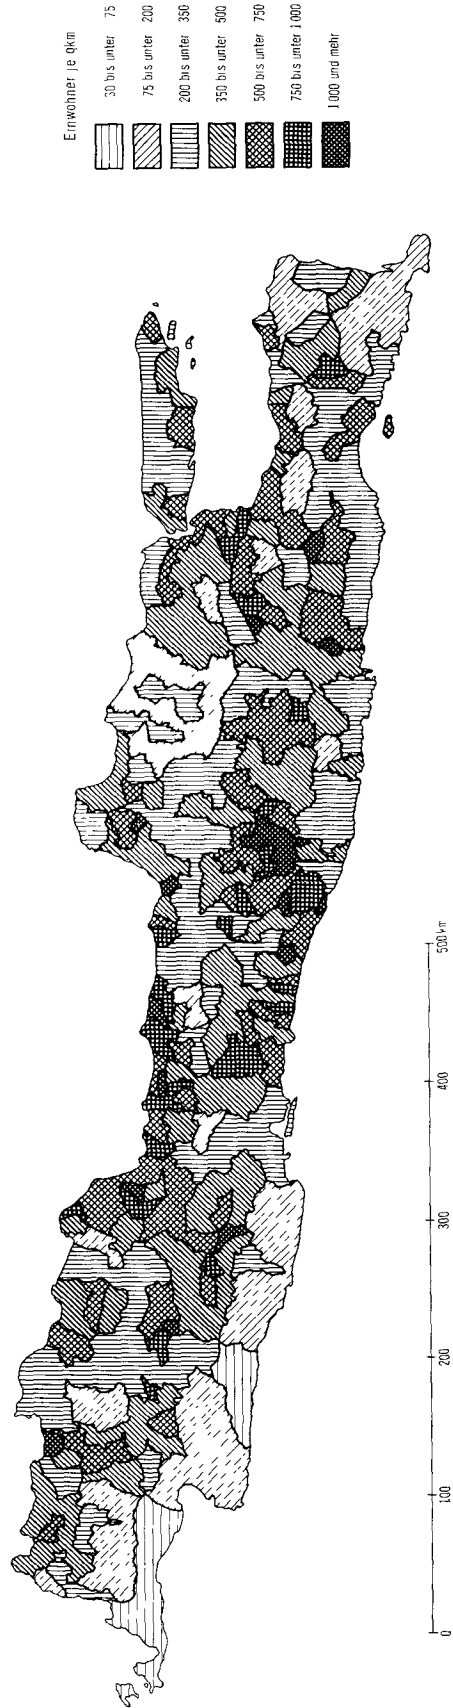 Einwohner je qkm
30 bis unter 75
75 bis unter 200
200 bis unter 350
350 bis unter 500
500 bis unter 750
750 bis unter 1000
1000 und mehr
0 100 200 300 400 500 km